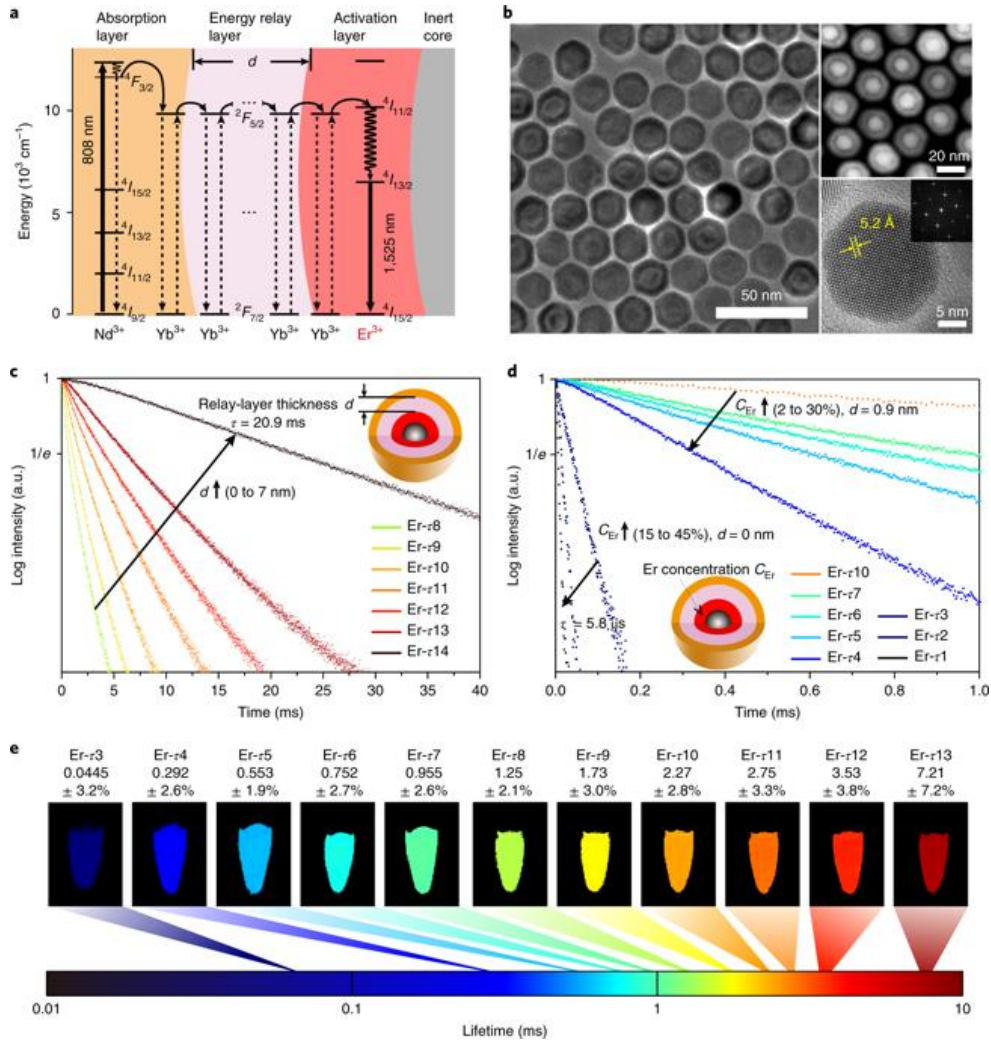 a
Absorption layer
Energy relay layer
Activation layer
Inert core
d
Energy (10³ cm⁻¹)
10
5
0
808 nm
⁴F₃/₂
⁴I₁₅/₂
⁴I₁₃/₂
⁴I₁₁/₂
⁴I₉/₂
...
²F₅/₂
...
²F₇/₂
⁴I₁₁/₂
⁴I₁₃/₂
1,525 nm
⁴I₁₅/₂
Nd³⁺ Yb³⁺ Yb³⁺ Yb³⁺ Yb³⁺ Er³⁺
b
50 nm
20 nm
5.2 Å
5 nm
c
Log intensity (a.u.)
1
1/e
Relay-layer thickness
d
τ = 20.9 ms
d ↑ (0 to 7 nm)
Er-τ8
Er-τ9
Er-τ10
Er-τ11
Er-τ12
Er-τ13
Er-τ14
0 5 10 15 20 25 30 35 40
Time (ms)
d
Log intensity (a.u.)
1
1/e
C_Er ↑ (2 to 30%), d = 0.9 nm
C_Er ↑ (15 to 45%), d = 0 nm
Er concentration C_Er
= 5.8 μs
Er-τ10
Er-τ7
Er-τ6
Er-τ5
Er-τ4
Er-τ3
Er-τ2
Er-τ1
0.0 0.2 0.4 0.6 0.8 1.0
Time (ms)
e
Er-τ3 Er-τ4 Er-τ5 Er-τ6 Er-τ7 Er-τ8 Er-τ9 Er-τ10 Er-τ11 Er-τ12 Er-τ13
0.0445 0.292 0.553 0.752 0.955 1.25 1.73 2.27 2.75 3.53 7.21
± 3.2% ± 2.6% ± 1.9% ± 2.7% ± 2.6% ± 2.1% ± 3.0% ± 2.8% ± 3.3% ± 3.8% ± 7.2%
0.01 0.1 1 10
Lifetime (ms)